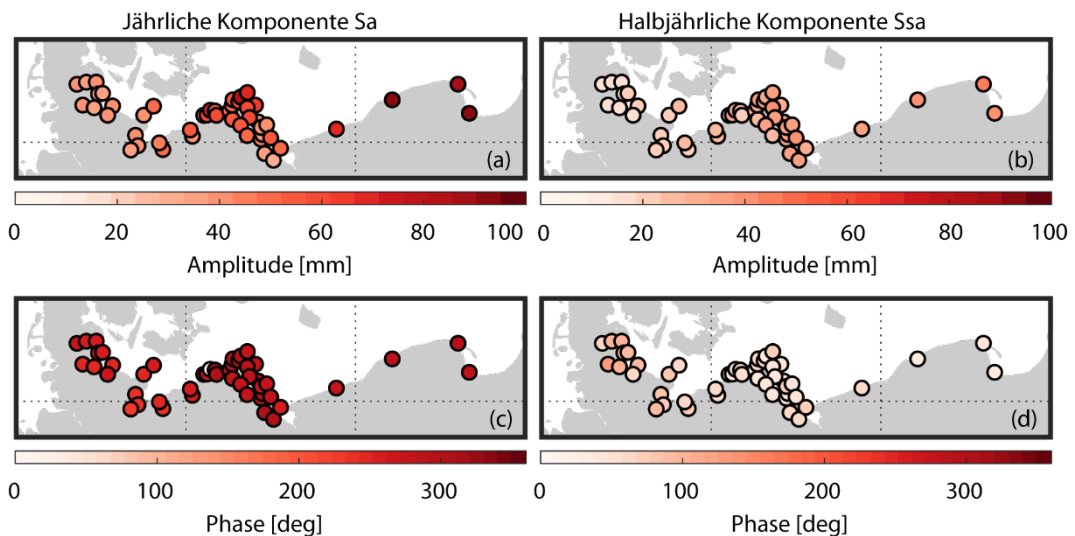 Jährliche Komponente Sa
Halbjährliche Komponente Ssa
(a)
(b)
0 20 40 60 80 100
0 20 40 60 80 100
Amplitude [mm]
Amplitude [mm]
(c)
(d)
0 100 200 300
0 100 200 300
Phase [deg]
Phase [deg]